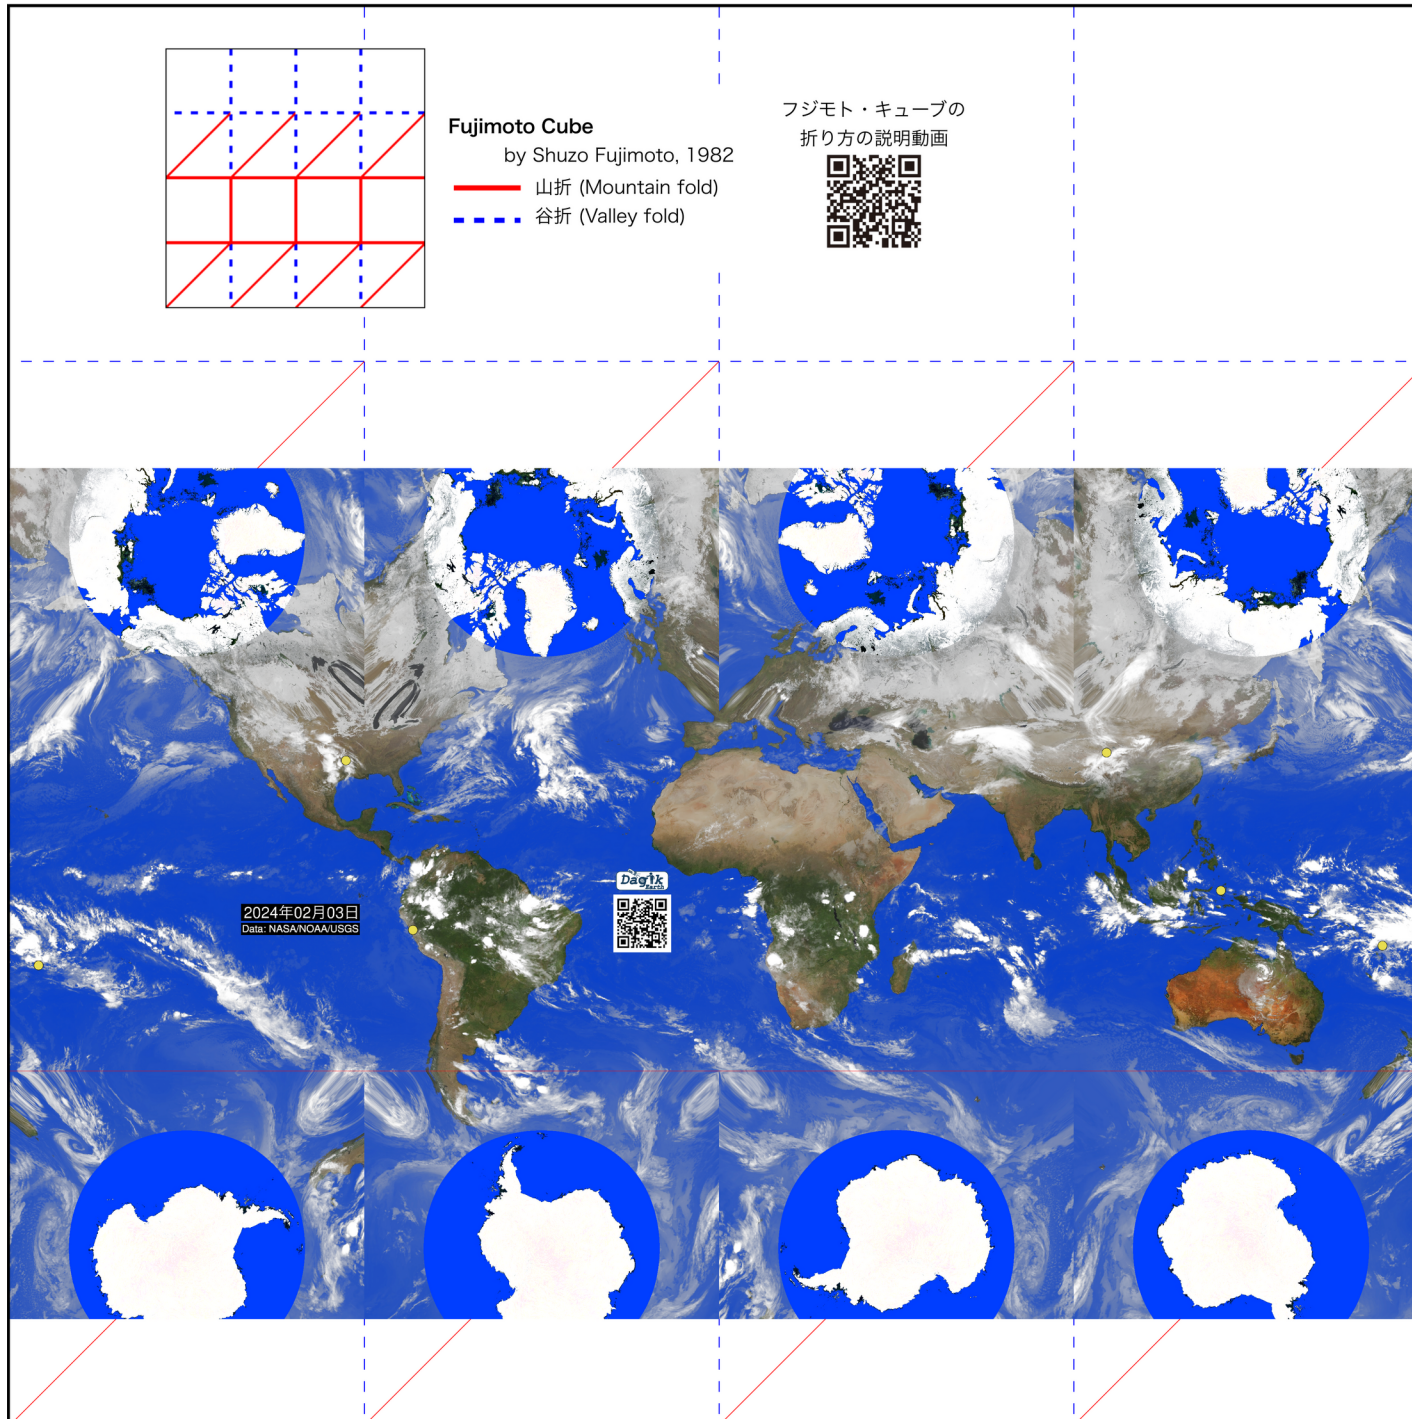 Fujimoto Cube
by Shuzo Fujimoto, 1982
山折 (Mountain fold)
谷折 (Valley fold)
フジモト・キューブの
折り方の説明動画
Dagik
Earth
2024年02月03日
Data: NASA/NOAA/USGS